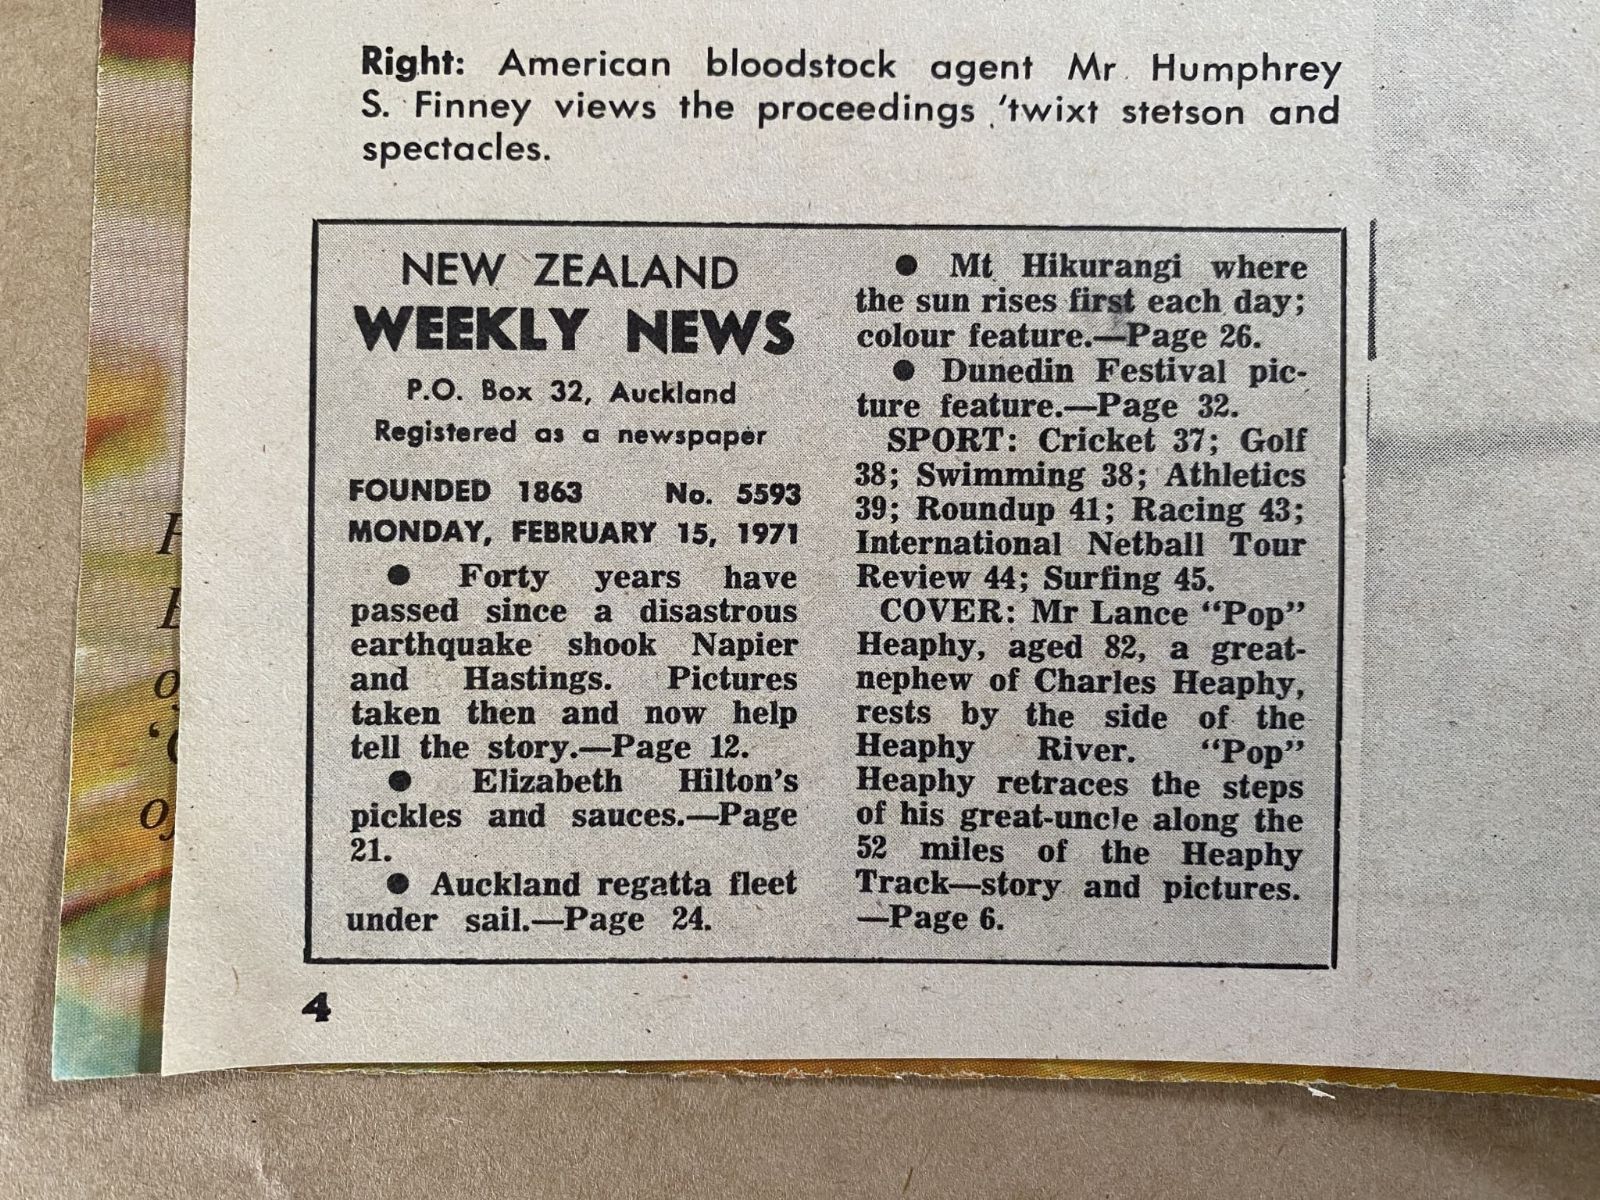 Right: American bloodstock agent Mr Humphrey
S. Finney views the proceedings 'twixt stetson and
spectacles.
NEW ZEALAND
WEEKLY NEWS
P.O. Box 32, Auckland
Registered as a newspaper
FOUNDED 1863 No. 5593
MONDAY, FEBRUARY 15, 1971
● Forty years have
passed since a disastrous
earthquake shook Napier
and Hastings. Pictures
taken then and now help
tell the story.—Page 12.
● Elizabeth Hilton's
pickles and sauces.—Page
21.
● Auckland regatta fleet
under sail.—Page 24.
● Mt Hikurangi where
the sun rises first each day;
colour feature.—Page 26.
● Dunedin Festival pic-
ture feature.—Page 32.
SPORT: Cricket 37; Golf
38; Swimming 38; Athletics
39; Roundup 41; Racing 43;
International Netball Tour
Review 44; Surfing 45.
COVER: Mr Lance "Pop"
Heaphy, aged 82, a great-
nephew of Charles Heaphy,
rests by the side of the
Heaphy River. "Pop"
Heaphy retraces the steps
of his great-uncle along the
52 miles of the Heaphy
Track—story and pictures.
—Page 6.
4